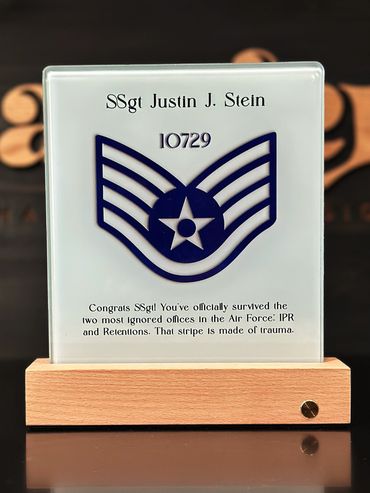 SSgt Justin J. Stein
10729
Congrats SSgt! You've officially survived the
two most ignored offices in the Air Force: IPR
and Retentions. That stripe is made of trauma.